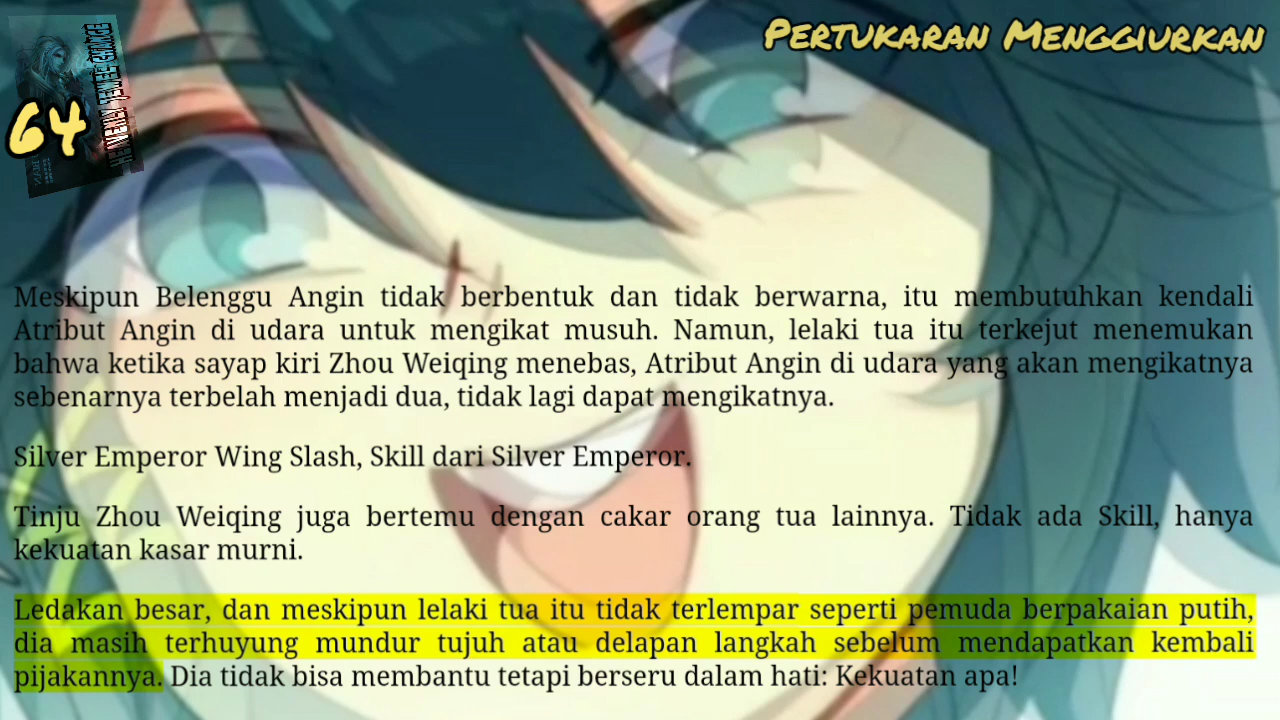 Pertukaran Menggiurkan
HEAVENLY JEWEL CHANGE
64
Meskipun Belenggu Angin tidak berbentuk dan tidak berwarna, itu membutuhkan kendali
Atribut Angin di udara untuk mengikat musuh. Namun, lelaki tua itu terkejut menemukan
bahwa ketika sayap kiri Zhou Weiqing menebas, Atribut Angin di udara yang akan mengikatnya
sebenarnya terbelah menjadi dua, tidak lagi dapat mengikatnya.
Silver Emperor Wing Slash, Skill dari Silver Emperor.
Tinju Zhou Weiqing juga bertemu dengan cakar orang tua lainnya. Tidak ada Skill, hanya
kekuatan kasar murni.
Ledakan besar, dan meskipun lelaki tua itu tidak terlempar seperti pemuda berpakaian putih,
dia masih terhuyung mundur tujuh atau delapan langkah sebelum mendapatkan kembali
pijakannya. Dia tidak bisa membantu tetapi berseru dalam hati: Kekuatan apa!